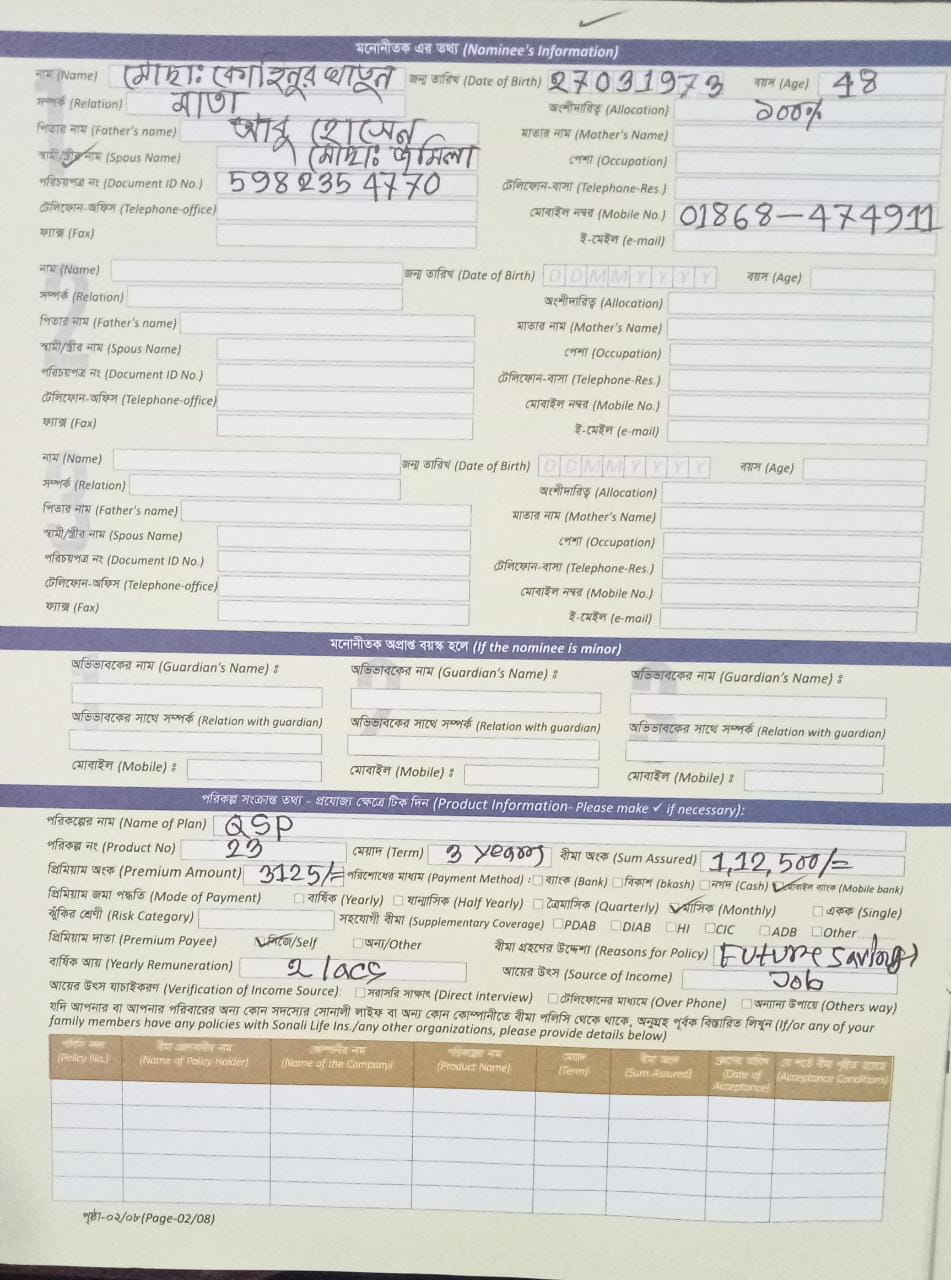 মনোনীতক এর তথ্য (Nominee's Information)
নাম (Name) মোছাঃ কোহিনুর খাতুন জন্ম তারিখ (Date of Birth) 27031973 বয়স (Age) 48
সম্পর্ক (Relation) মাতা অংশীদারিত্ব (Allocation) ১০০%
পিতার নাম (Father's name) আবু হোসেন মাতার নাম (Mother's Name)
স্বামী/স্ত্রীর নাম (Spous Name) মোছাঃ জমিলা পেশা (Occupation)
পরিচয়পত্র নং (Document ID No.) 5982354770 টেলিফোন-বাসা (Telephone-Res.)
টেলিফোন-অফিস (Telephone-office) মোবাইল নম্বর (Mobile No.) 01868-474911
ফ্যাক্স (Fax) ই-মেইল (e-mail)
নাম (Name) জন্ম তারিখ (Date of Birth) D D M M Y Y Y Y বয়স (Age)
সম্পর্ক (Relation) অংশীদারিত্ব (Allocation)
পিতার নাম (Father's name) মাতার নাম (Mother's Name)
স্বামী/স্ত্রীর নাম (Spous Name) পেশা (Occupation)
পরিচয়পত্র নং (Document ID No.) টেলিফোন-বাসা (Telephone-Res.)
টেলিফোন-অফিস (Telephone-office) মোবাইল নম্বর (Mobile No.)
ফ্যাক্স (Fax) ই-মেইল (e-mail)
নাম (Name) জন্ম তারিখ (Date of Birth) D D M M Y Y Y Y বয়স (Age)
সম্পর্ক (Relation) অংশীদারিত্ব (Allocation)
পিতার নাম (Father's name) মাতার নাম (Mother's Name)
স্বামী/স্ত্রীর নাম (Spous Name) পেশা (Occupation)
পরিচয়পত্র নং (Document ID No.) টেলিফোন-বাসা (Telephone-Res.)
টেলিফোন-অফিস (Telephone-office) মোবাইল নম্বর (Mobile No.)
ফ্যাক্স (Fax) ই-মেইল (e-mail)
মনোনীতক অপ্রাপ্ত বয়স্ক হলে (If the nominee is minor)
অভিভাবকের নাম (Guardian's Name) ঃ অভিভাবকের নাম (Guardian's Name) ঃ অভিভাবকের নাম (Guardian's Name) ঃ
অভিভাবকের সাথে সম্পর্ক (Relation with guardian) অভিভাবকের সাথে সম্পর্ক (Relation with guardian) অভিভাবকের সাথে সম্পর্ক (Relation with guardian)
মোবাইল (Mobile) ঃ মোবাইল (Mobile) ঃ মোবাইল (Mobile) ঃ
পরিকল্প সংক্রান্ত তথ্য - প্রযোজ্য ক্ষেত্রে টিক দিন (Product Information- Please make ✓ if necessary):
পরিকল্পের নাম (Name of Plan) QSP
পরিকল্প নং (Product No) 23 মেয়াদ (Term) 3 years বীমা অংক (Sum Assured) 1,12,500/=
প্রিমিয়াম অংক (Premium Amount) 3125/= পরিশোধের মাধ্যম (Payment Method) : ব্যাংক (Bank) বিকাশ (bkash) নগদ (Cash) মোবাইল ব্যাংক (Mobile bank)
প্রিমিয়াম জমা পদ্ধতি (Mode of Payment) বার্ষিক (Yearly) ষান্মাসিক (Half Yearly) ত্রৈমাসিক (Quarterly) মাসিক (Monthly) একক (Single)
ঝুঁকির শ্রেণী (Risk Category) সহযোগী বীমা (Supplementary Coverage) PDAB DIAB HI CIC ADB Other
প্রিমিয়াম দাতা (Premium Payee) নিজে/Self অন্য/Other বীমা গ্রহণের উদ্দেশ্য (Reasons for Policy) Future savings
বার্ষিক আয় (Yearly Remuneration) 2 lacs আয়ের উৎস (Source of Income) Job
আয়ের উৎস যাচাইকরণ (Verification of Income Source): সরাসরি সাক্ষাৎ (Direct Interview) টেলিফোনের মাধ্যমে (Over Phone) অন্যান্য উপায়ে (Others way)
যদি আপনার বা আপনার পরিবারের অন্য কোন সদস্যের সোনালী লাইফ বা অন্য কোন কোম্পানীতে বীমা পলিসি থেকে থাকে, অনুগ্রহ পূর্বক বিস্তারিত লিখুন (If/or any of your
family members have any policies with Sonali Life Ins./any other organizations, please provide details below)
(Policy No.) (Name of Policy Holder) কোম্পানীর নাম (Name of the Company) পরিকল্পের নাম (Product Name) মেয়াদ (Term) বীমা অংক (Sum Assured) (Date of Acceptance) (Acceptance Conditions)
পৃষ্ঠা-০২/০৮(Page-02/08)